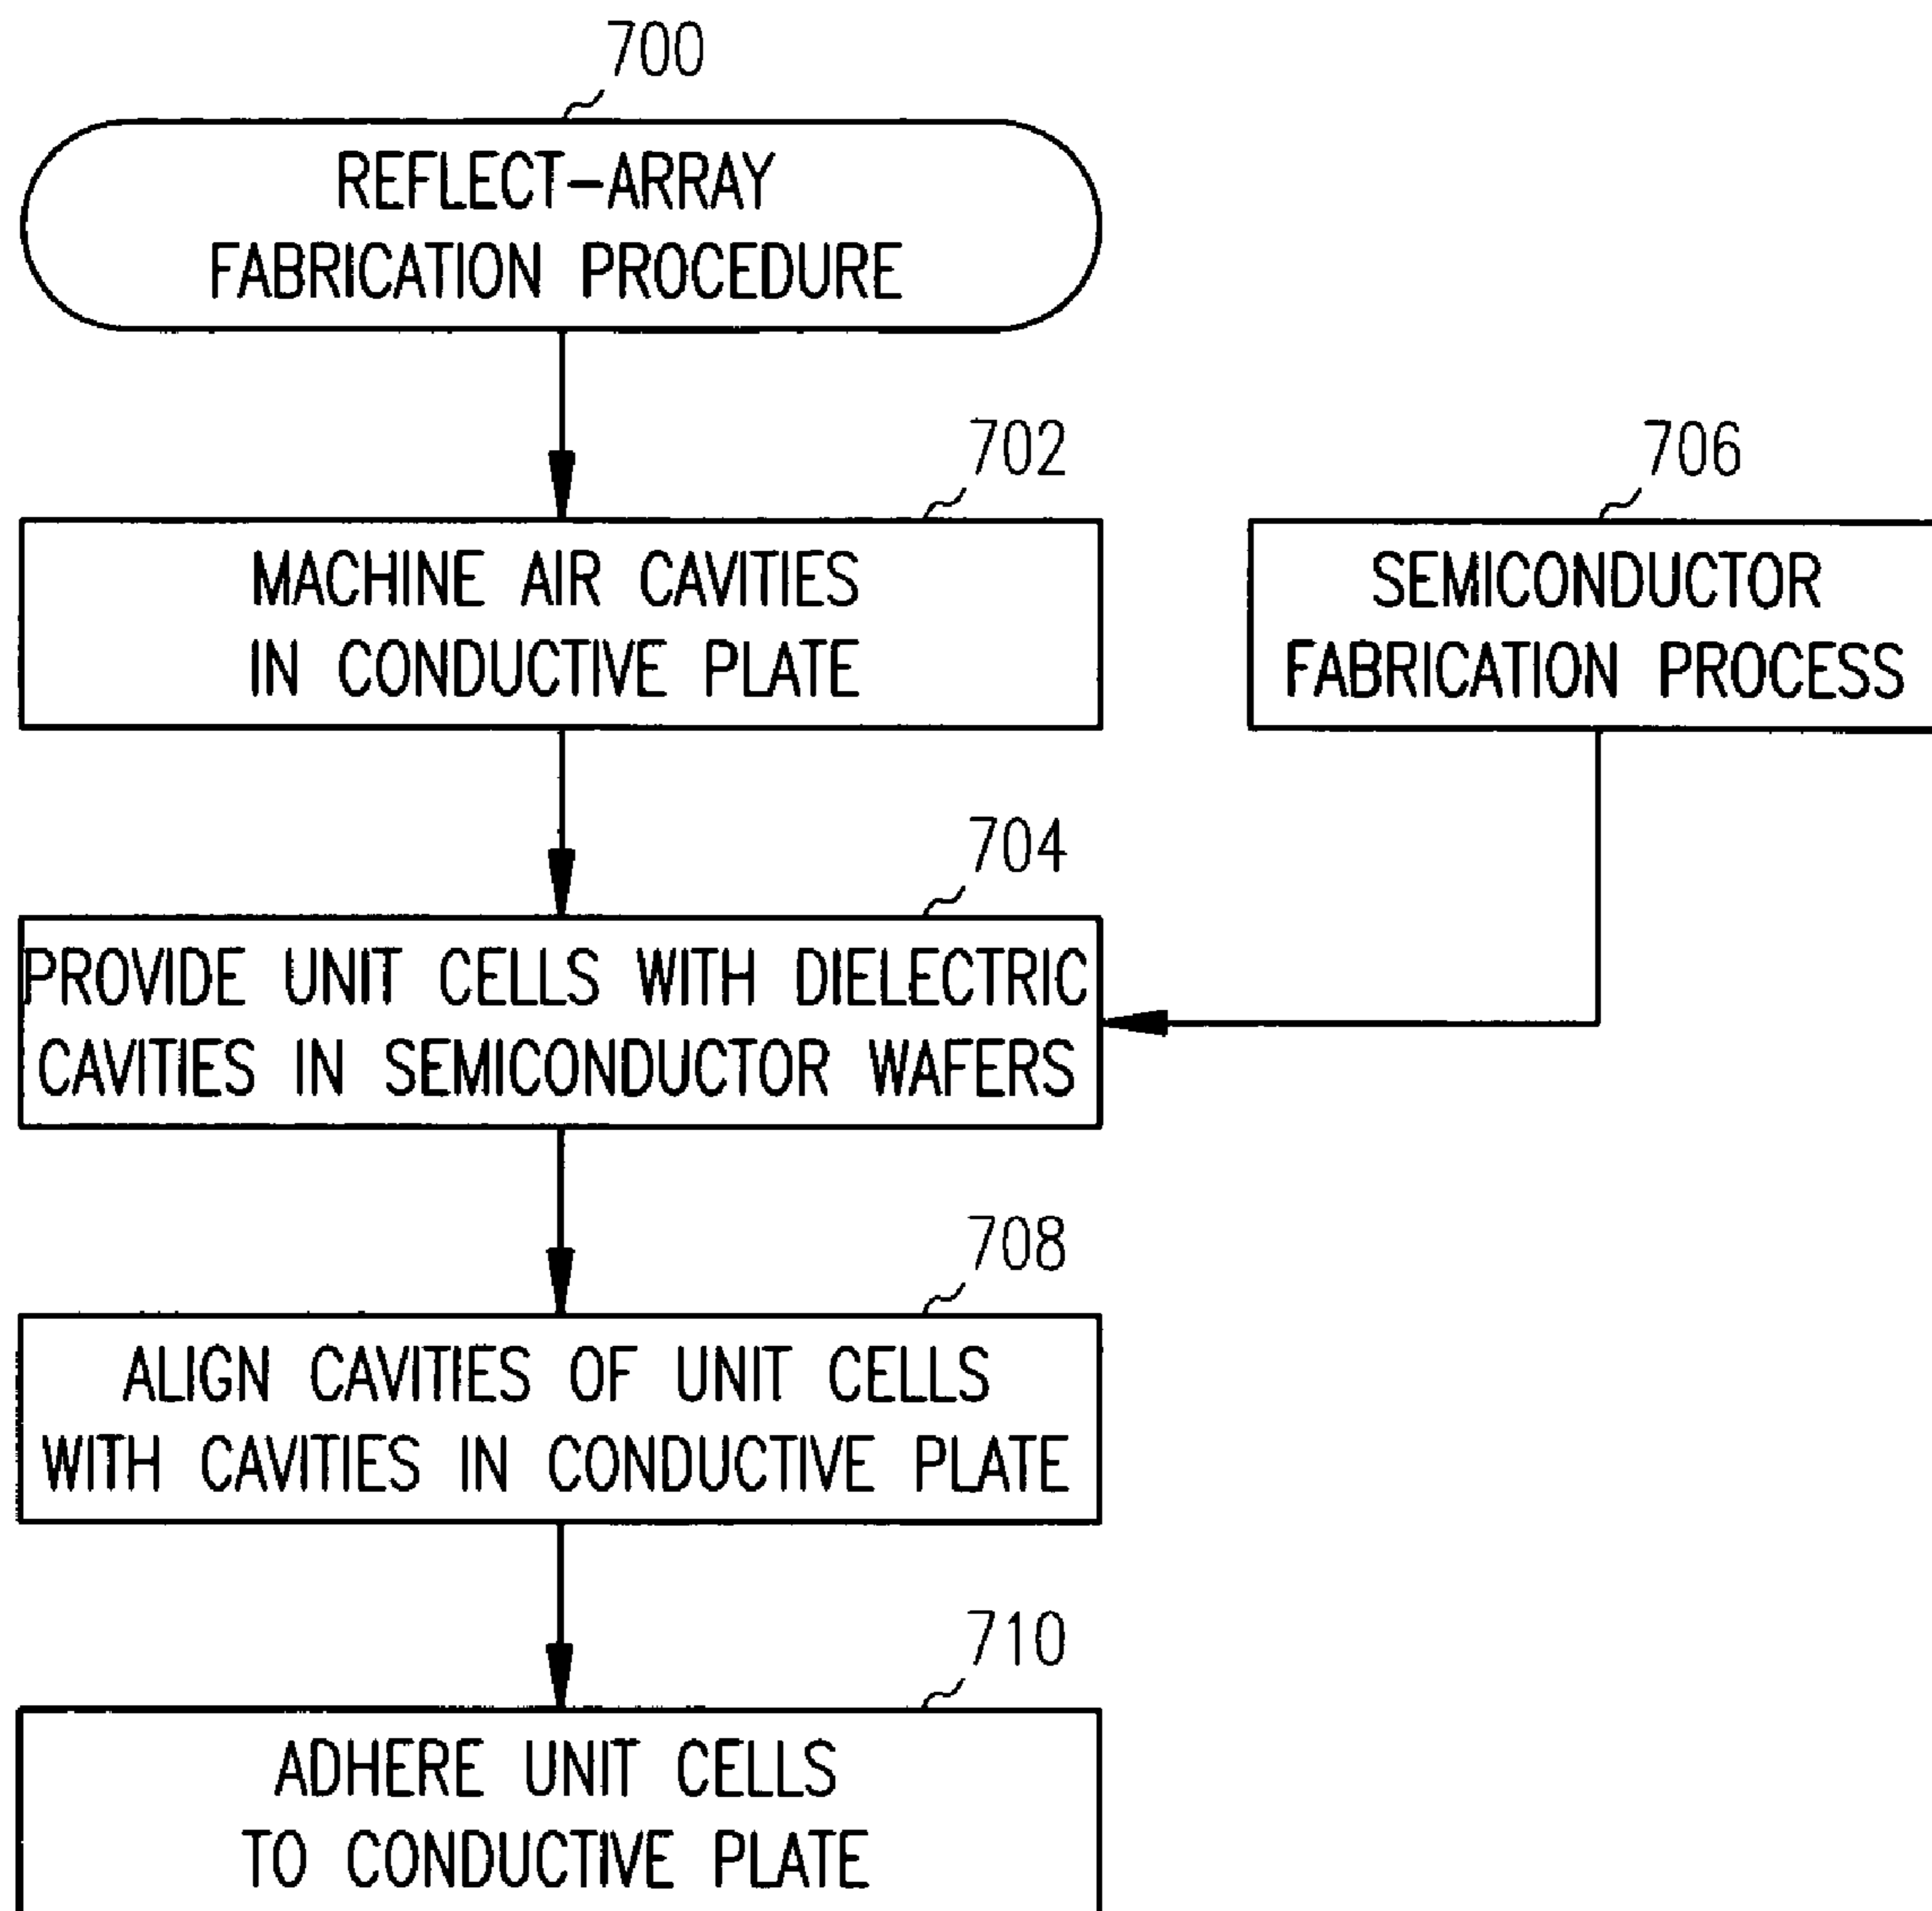 700
REFLECT-ARRAY
FABRICATION PROCEDURE
702
MACHINE AIR CAVITIES
IN CONDUCTIVE PLATE
706
SEMICONDUCTOR
FABRICATION PROCESS
704
PROVIDE UNIT CELLS WITH DIELECTRIC
CAVITIES IN SEMICONDUCTOR WAFERS
708
ALIGN CAVITIES OF UNIT CELLS
WITH CAVITIES IN CONDUCTIVE PLATE
710
ADHERE UNIT CELLS
TO CONDUCTIVE PLATE